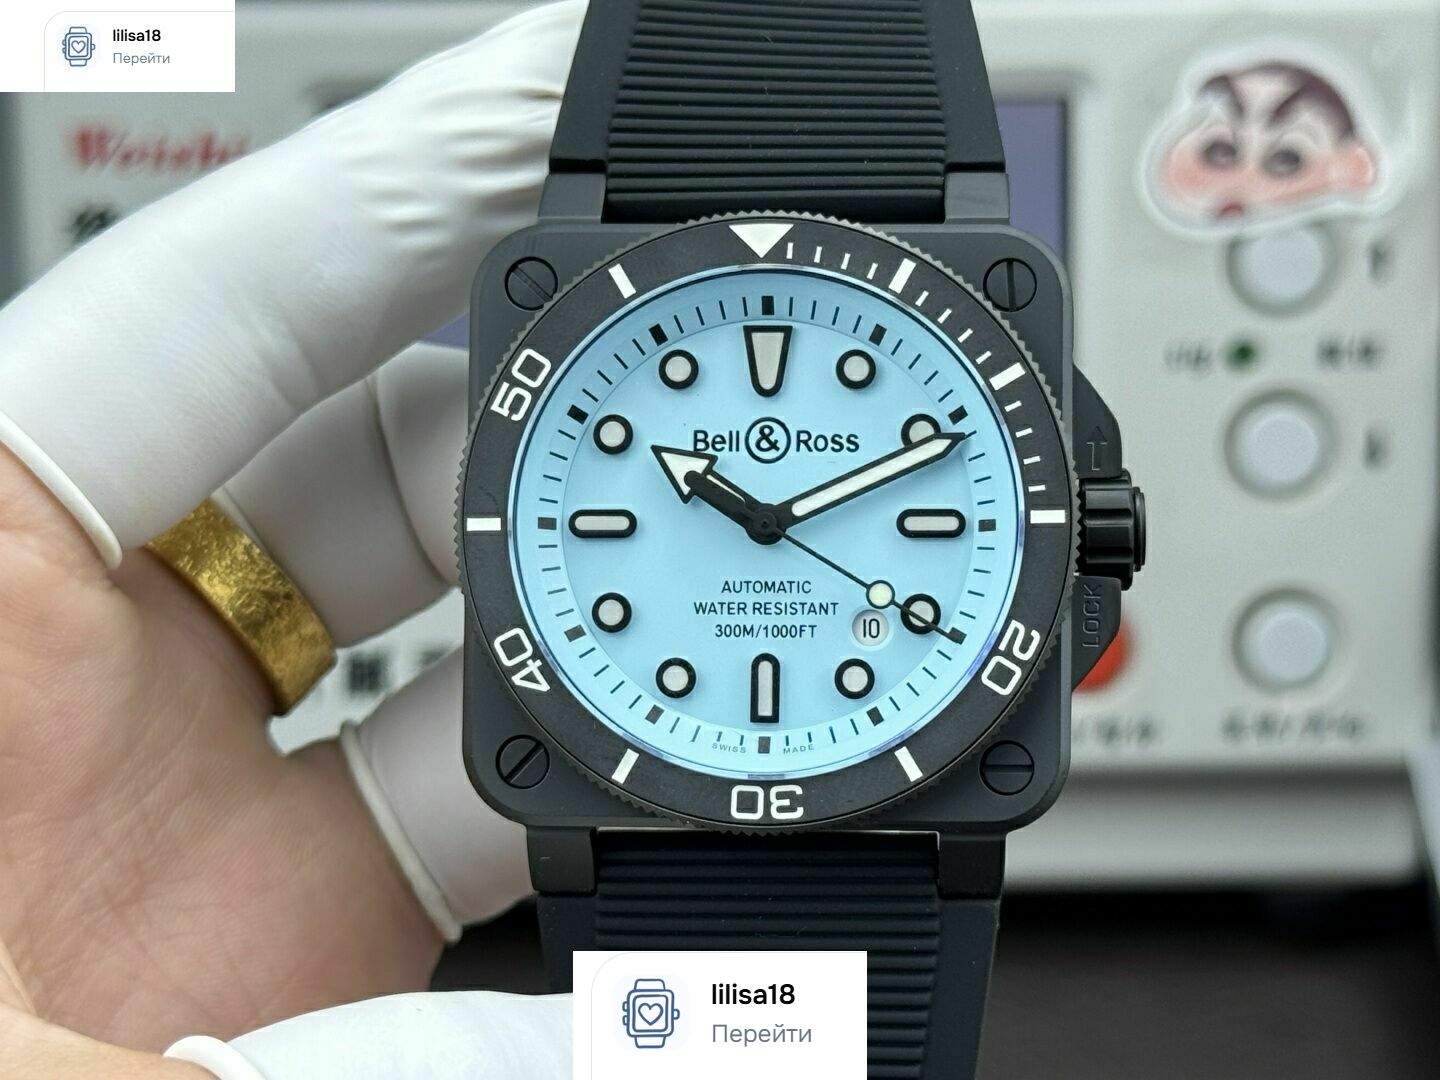 lilisa18
Перейти
Weishi
50
Bell & Ross
AUTOMATIC
WATER RESISTANT
300M/1000FT
10
LOCK
40
20
SWISS MADE
30
lilisa18
Перейти